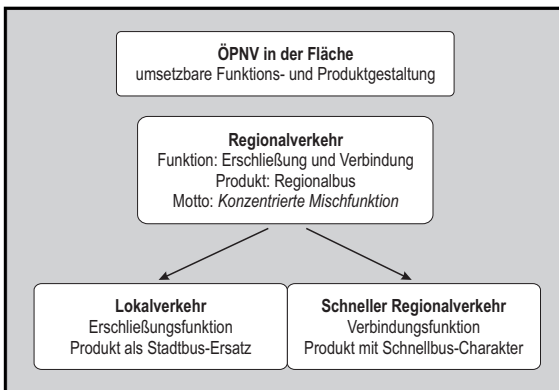 ÖPNV in der Fläche
umsetzbare Funktions- und Produktgestaltung
Regionalverkehr
Funktion: Erschließung und Verbindung
Produkt: Regionalbus
Motto: Konzentrierte Mischfunktion
Lokalverkehr
Erschließungsfunktion
Produkt als Stadtbus-Ersatz
Schneller Regionalverkehr
Verbindungsfunktion
Produkt mit Schnellbus-Charakter